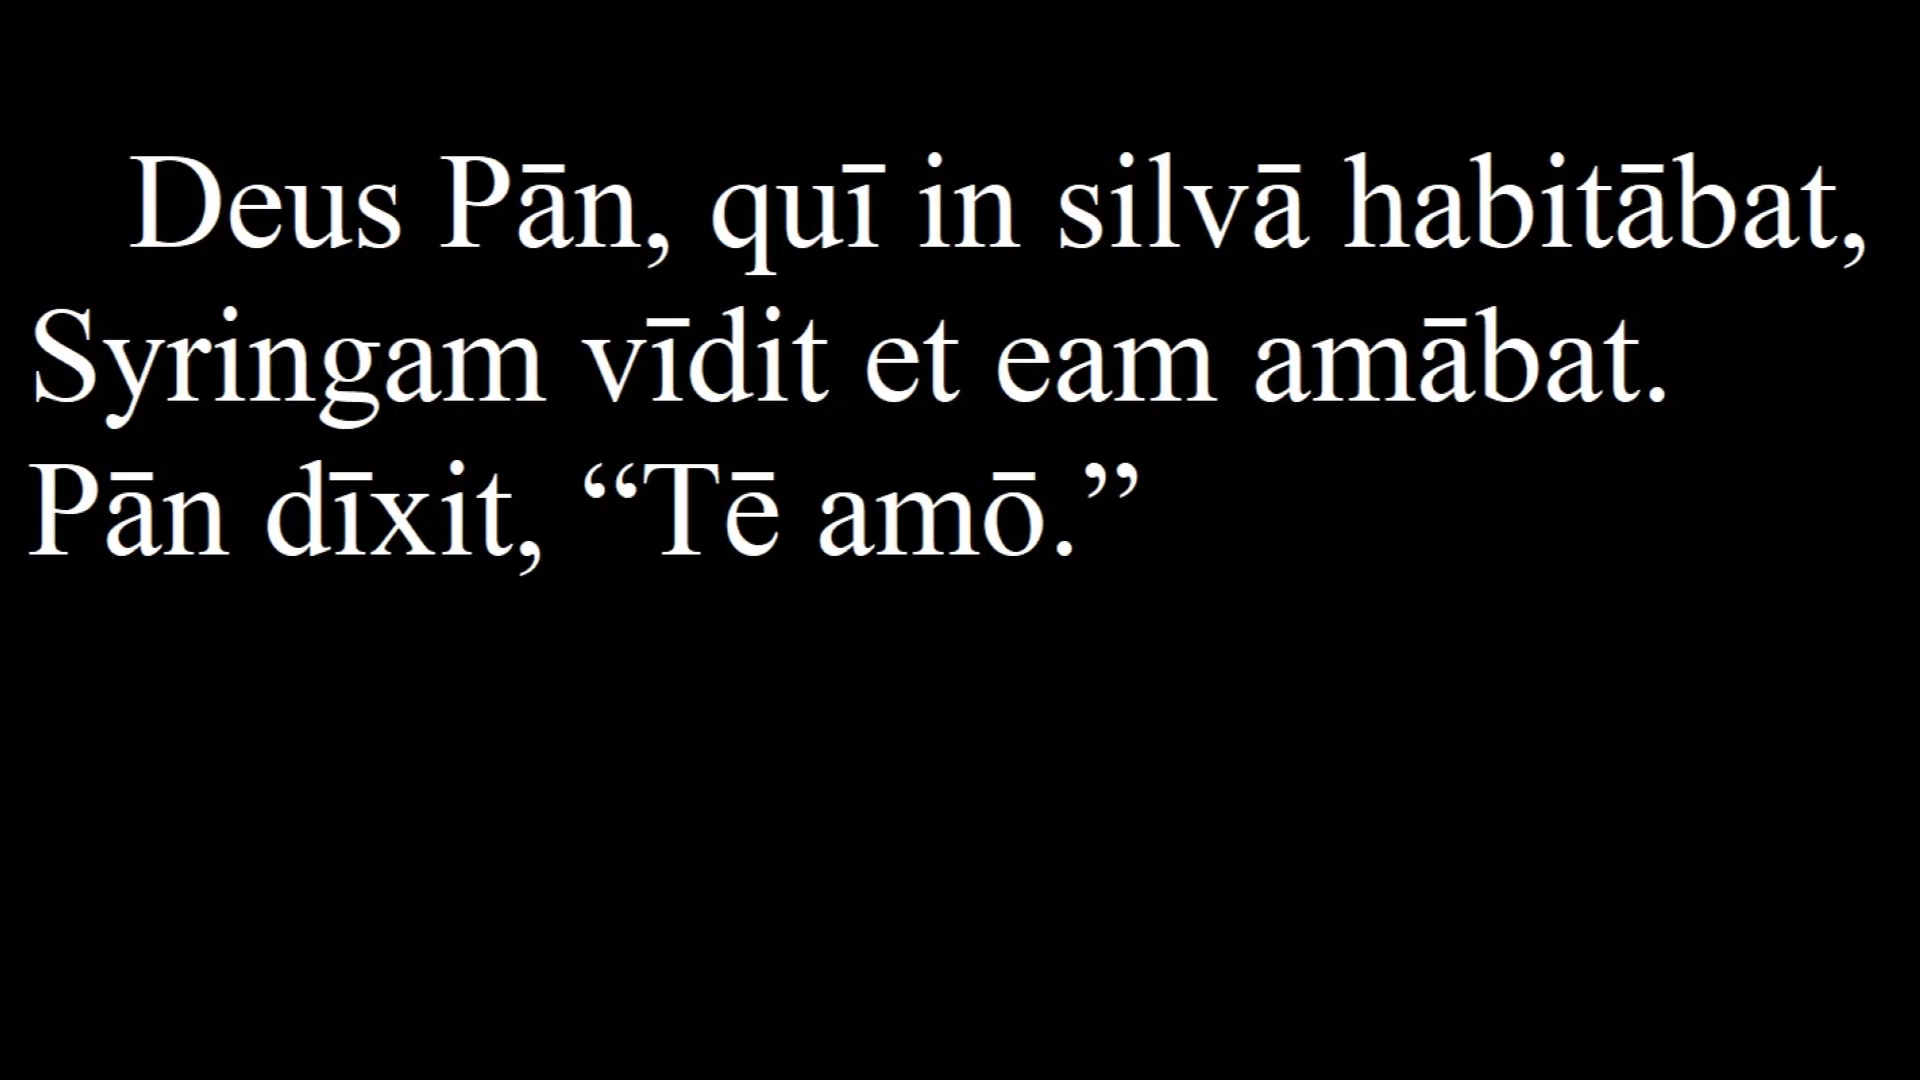 Deus Pān, quī in silvā habitābat,
Syringam vīdit et eam amābat.
Pān dīxit, “Tē amō.”